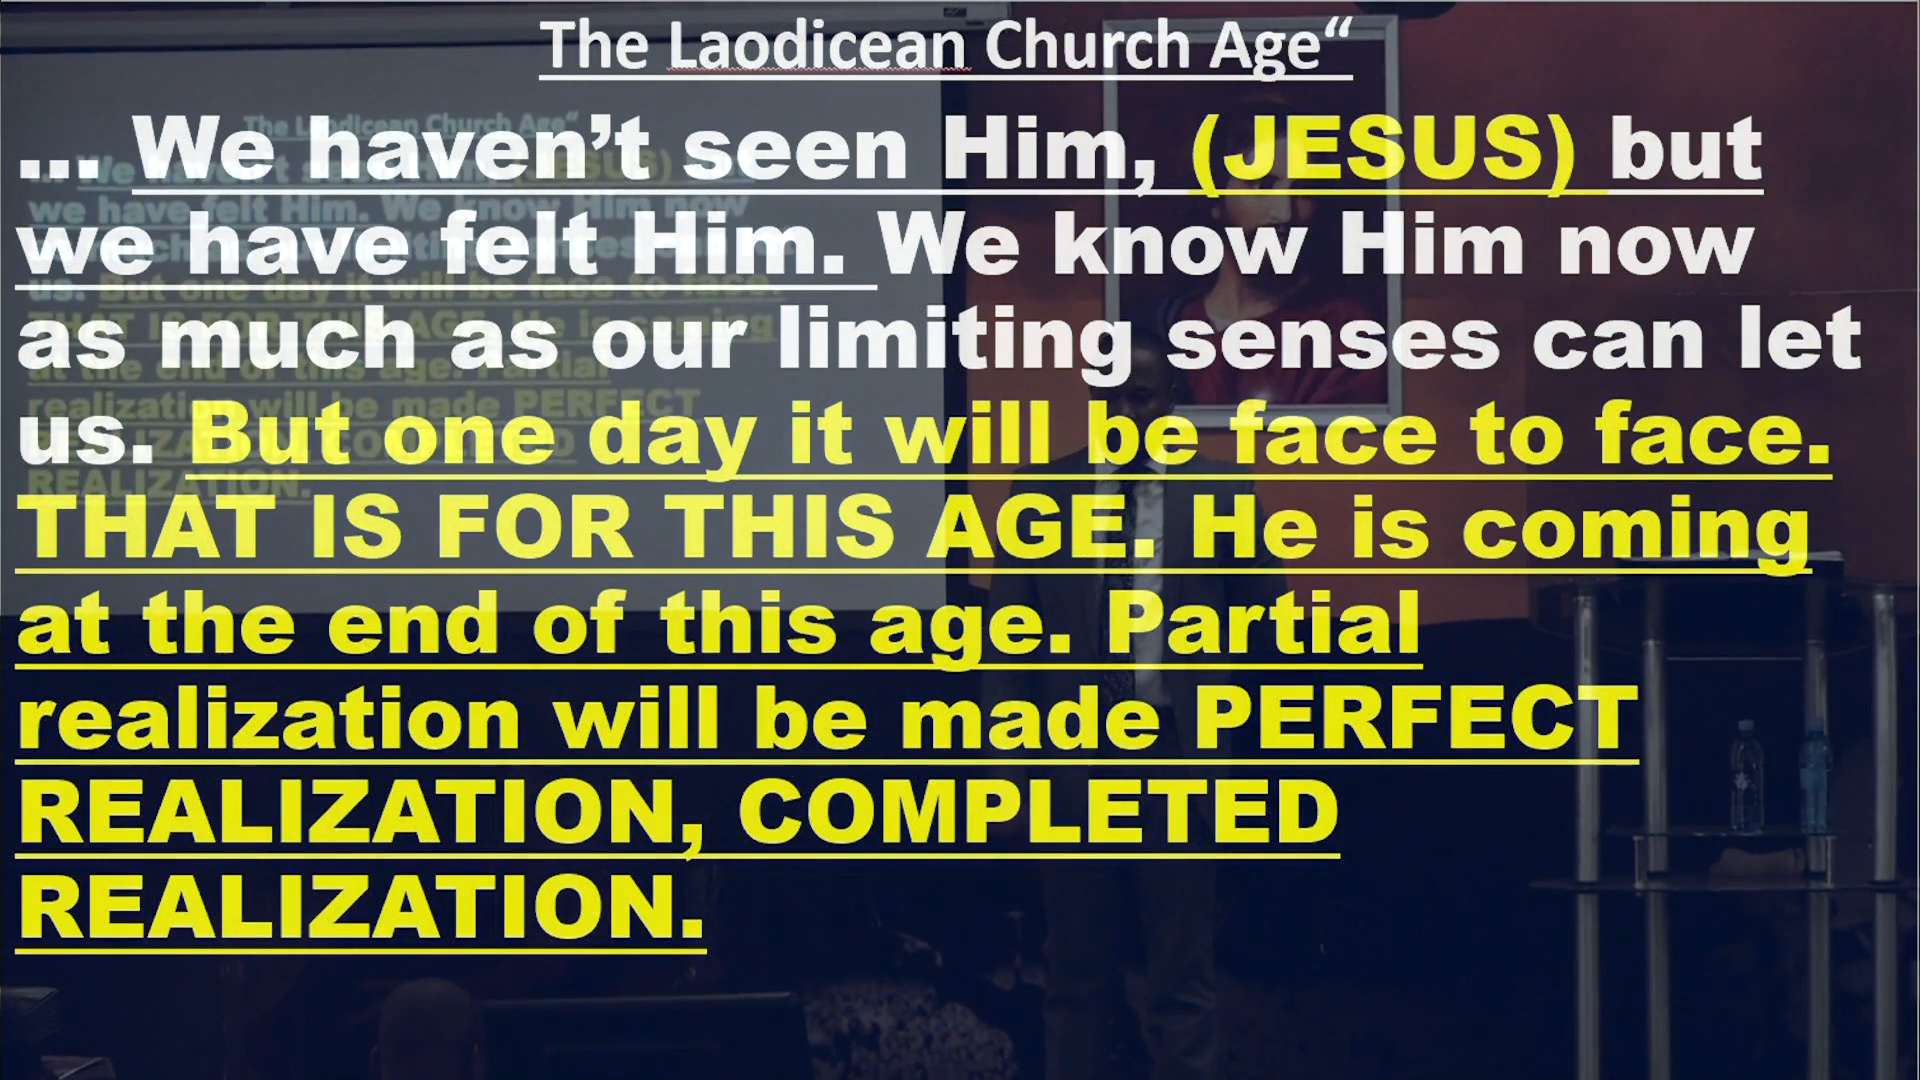 The Laodicean Church Age“
... We haven’t seen Him, (JESUS) but
we have felt Him. We know Him now
as much as our limiting senses can let
us. But one day it will be face to face.
THAT IS FOR THIS AGE. He is coming
at the end of this age. Partial
realization will be made PERFECT
REALIZATION, COMPLETED
REALIZATION.